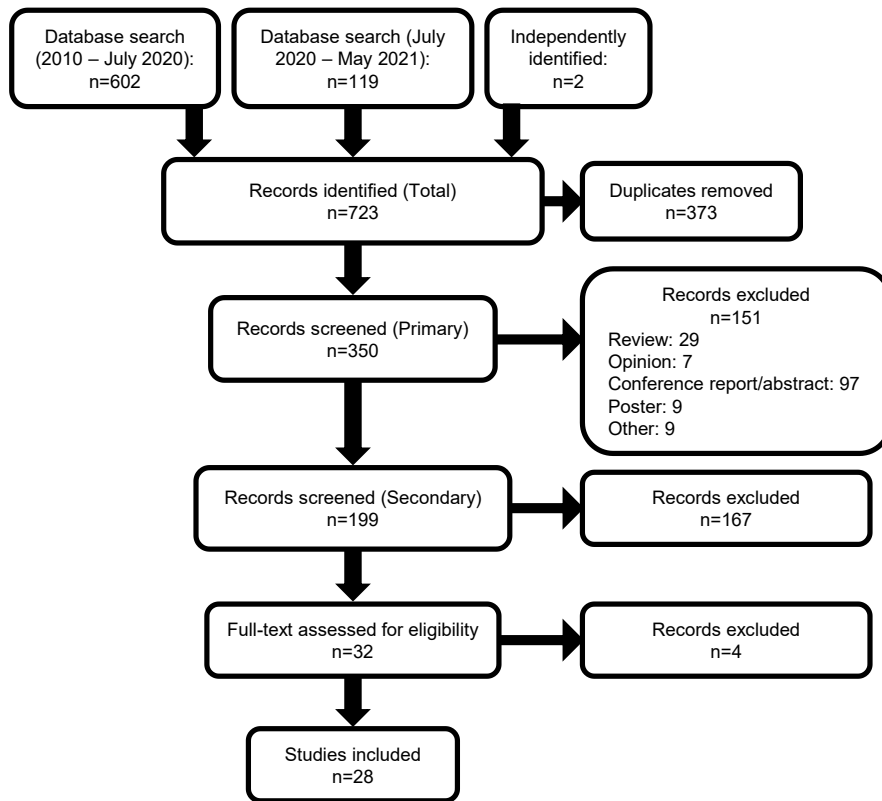 Database search
(2010 – July 2020):
n=602
Database search (July
2020 – May 2021):
n=119
Independently
identified:
n=2
Records identified (Total)
n=723
Duplicates removed
n=373
Records screened (Primary)
n=350
Records excluded
n=151
Review: 29
Opinion: 7
Conference report/abstract: 97
Poster: 9
Other: 9
Records screened (Secondary)
n=199
Records excluded
n=167
Full-text assessed for eligibility
n=32
Records excluded
n=4
Studies included
n=28